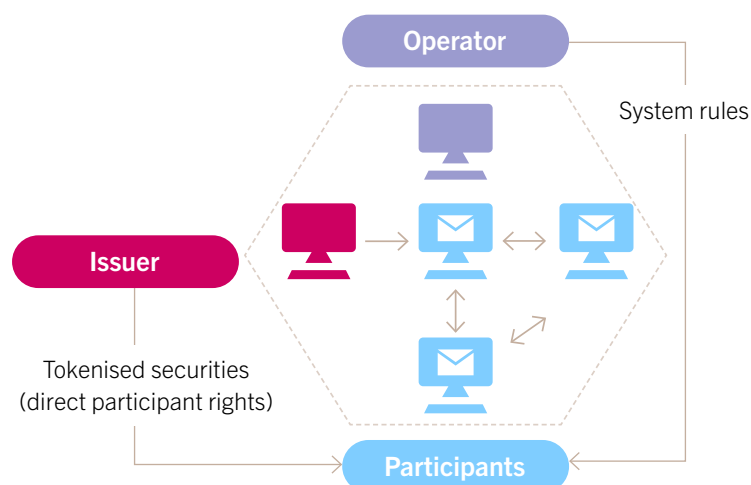 Operator
System rules
Issuer
Tokenised securities
(direct participant rights)
Participants